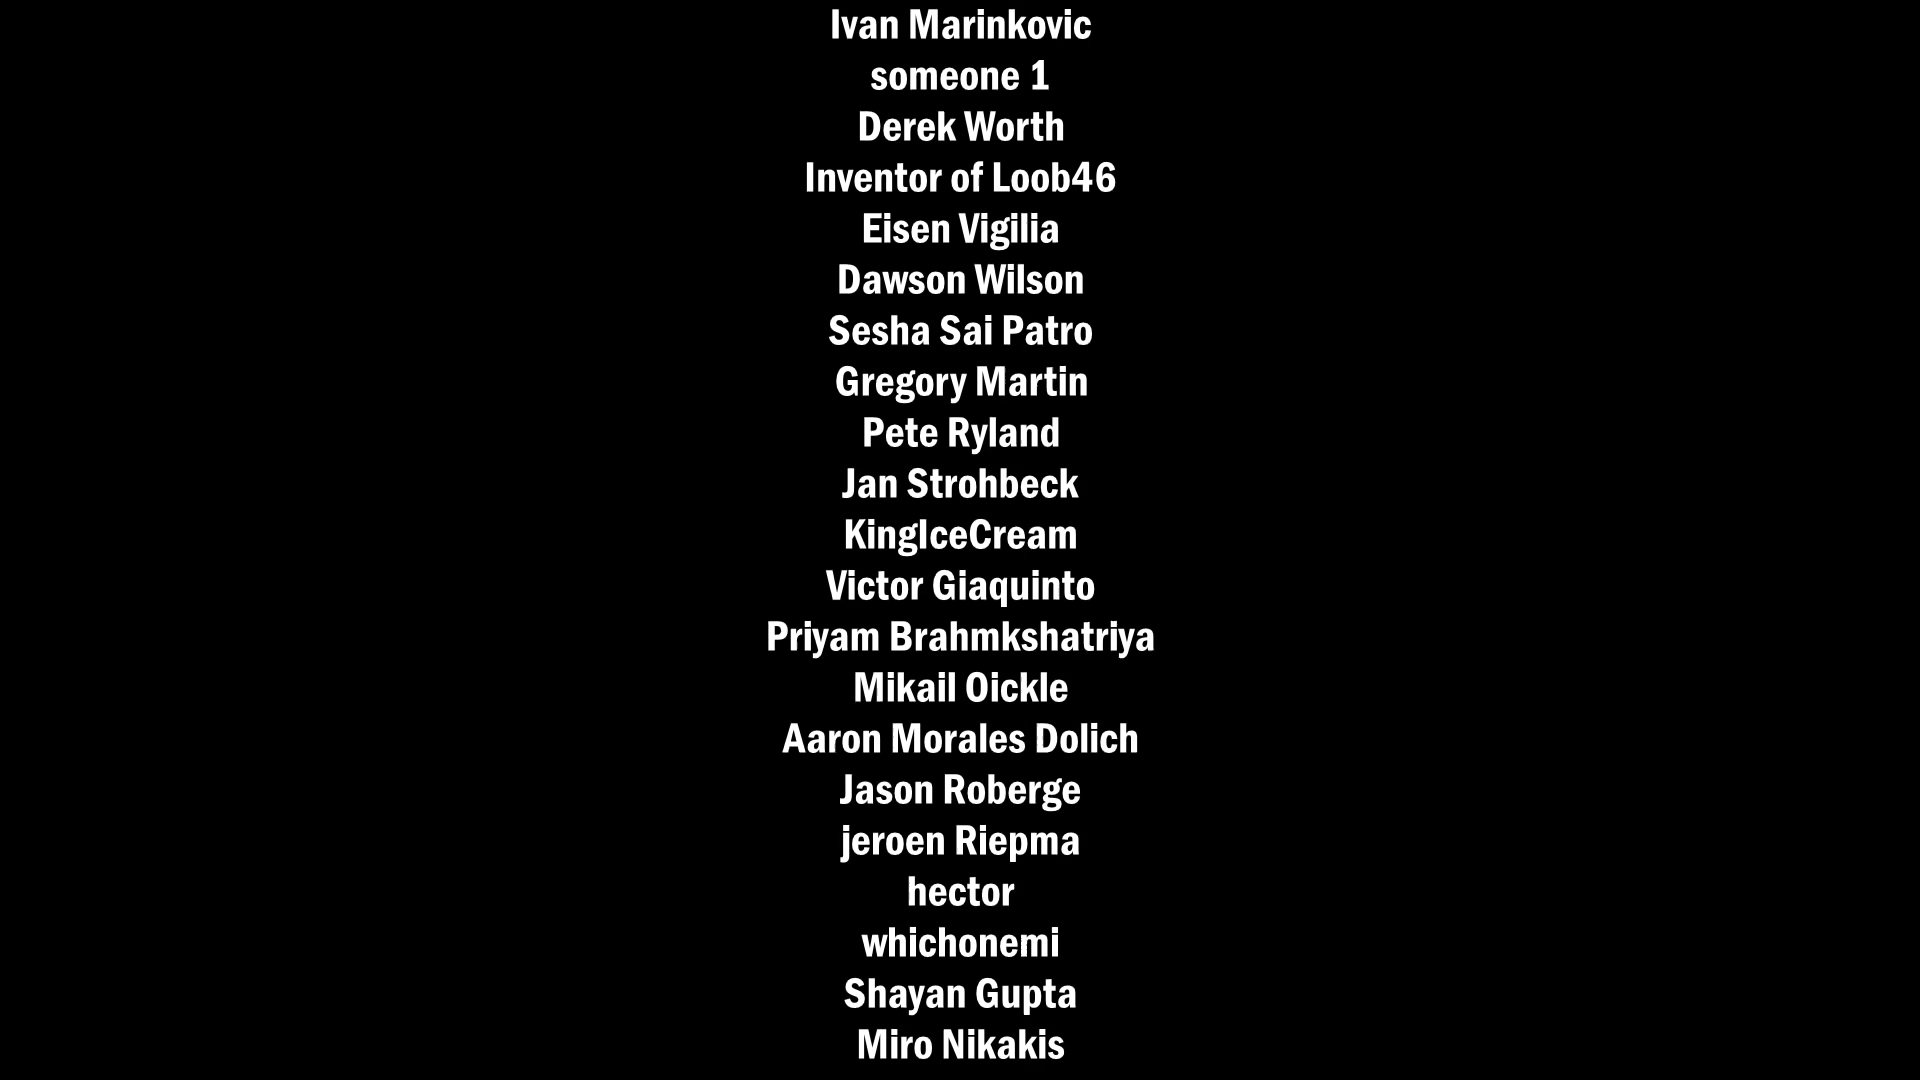 Ivan Marinkovic
someone 1
Derek Worth
Inventor of Loob46
Eisen Vigilia
Dawson Wilson
Sesha Sai Patro
Gregory Martin
Pete Ryland
Jan Strohbeck
KingIceCream
Victor Giaquinto
Priyam Brahmkshatriya
Mikail Oickle
Aaron Morales Dolich
Jason Roberge
jeroen Riepma
hector
whichonemi
Shayan Gupta
Miro Nikakis